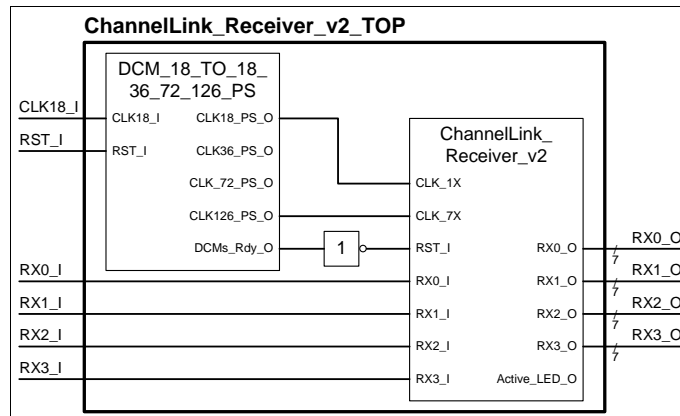 ChannelLink_Receiver_v2_TOP
DCM_18_TO_18_
36_72_126_PS
CLK18_I
CLK18_I
CLK18_PS_O
RST_I
RST_I
CLK36_PS_O
CLK_72_PS_O
CLK126_PS_O
DCMs_Rdy_O
1
ChannelLink_
Receiver_v2
CLK_1X
CLK_7X
RST_I
RX0_O
RX0_O
7
RX0_I
RX0_I
RX1_O
RX1_O
7
RX1_I
RX1_I
RX2_O
RX2_O
7
RX2_I
RX2_I
RX3_O
RX3_O
7
RX3_I
RX3_I
Active_LED_O